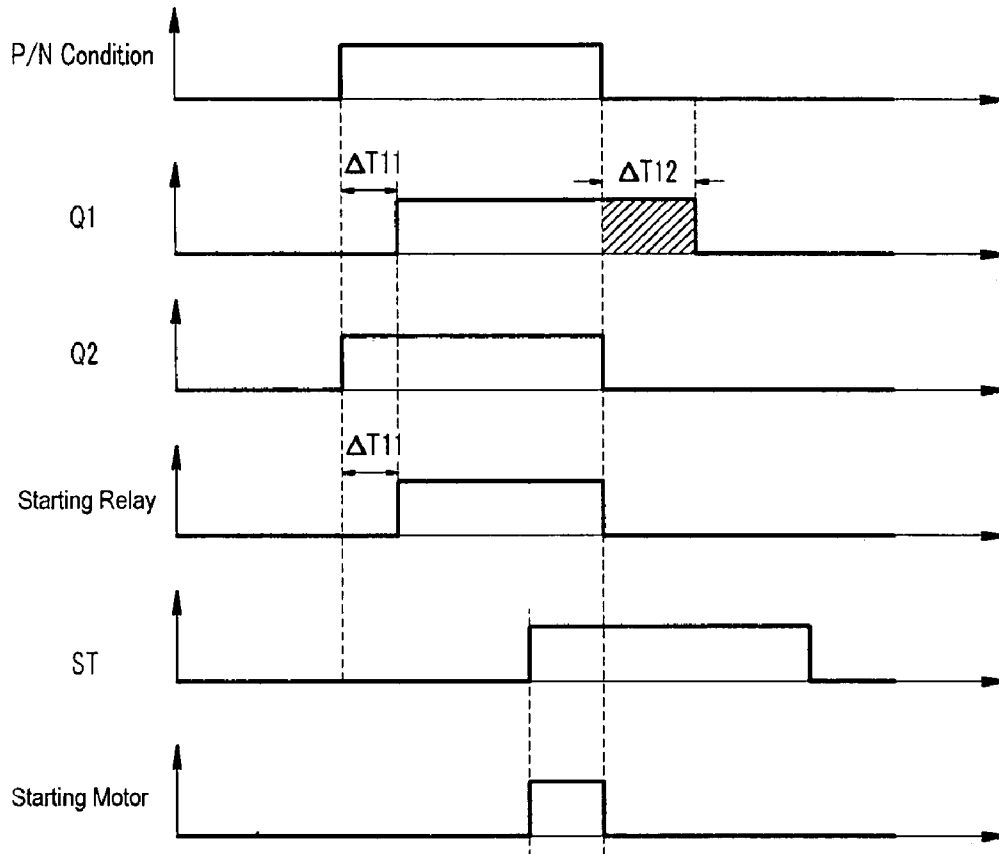 P/N Condition
ΔT11
ΔT12
Q1
Q2
ΔT11
Starting Relay
ST
Starting Motor